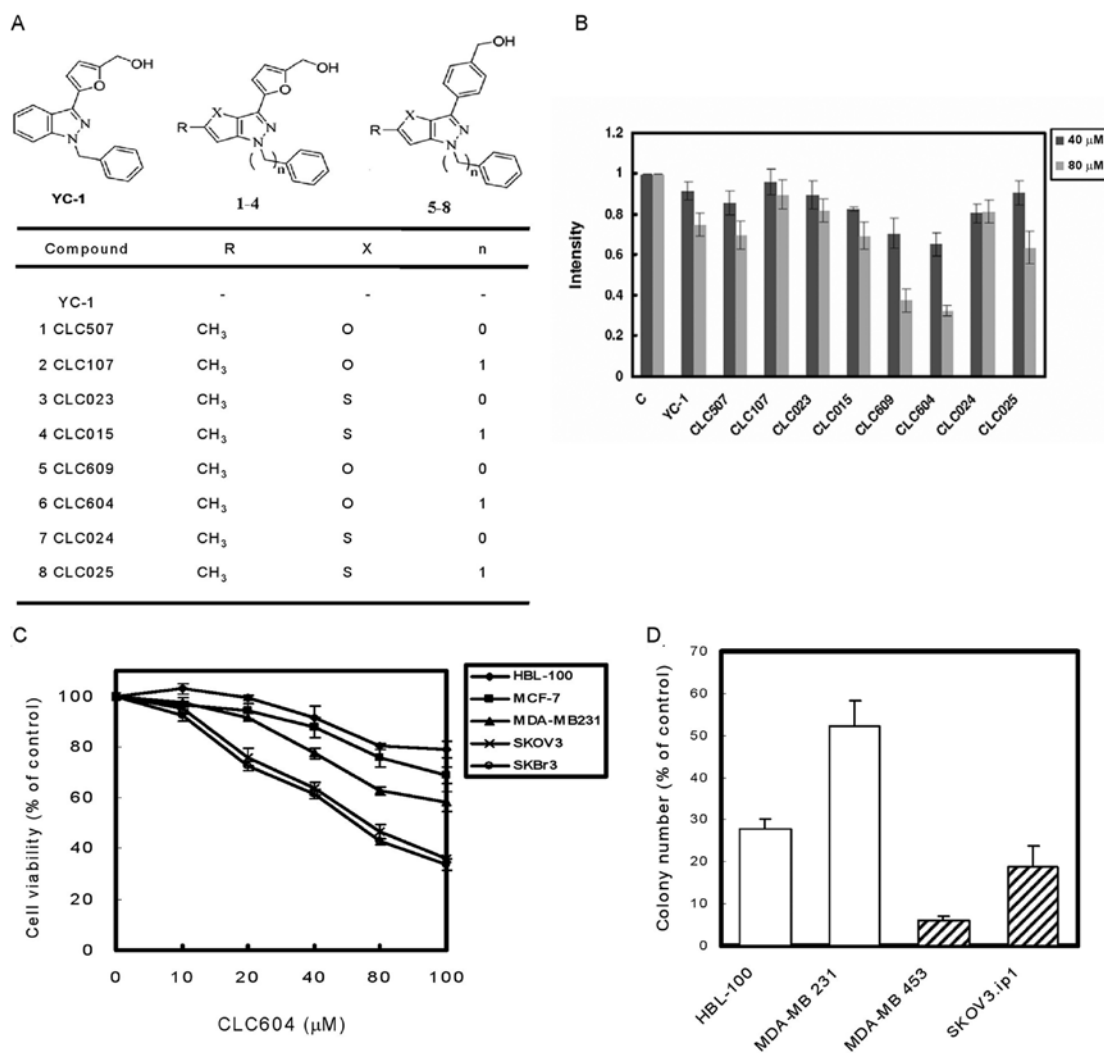 A
OH
O
N
N
YC-1
OH
O
X
R
N
N
( )n
1-4
OH
X
R
N
N
( )n
5-8
Compound R X n
YC-1 - - -
1 CLC507 CH3 O 0
2 CLC107 CH3 O 1
3 CLC023 CH3 S 0
4 CLC015 CH3 S 1
5 CLC609 CH3 O 0
6 CLC604 CH3 O 1
7 CLC024 CH3 S 0
8 CLC025 CH3 S 1
B
40 µM
80 µM
Intensity
1.2
1
0.8
0.6
0.4
0.2
0
C YC-1 CLC507 CLC107 CLC023 CLC015 CLC609 CLC604 CLC024 CLC025
C
HBL-100
MCF-7
MDA-MB231
SKOV3
SKBr3
Cell viability (% of control)
100
80
60
40
20
0
0 10 20 40 80 100
CLC604 (µM)
D
Colony number (% of control)
70
60
50
40
30
20
10
0
HBL-100 MDA-MB 231 MDA-MB 453 SKOV3.ip1